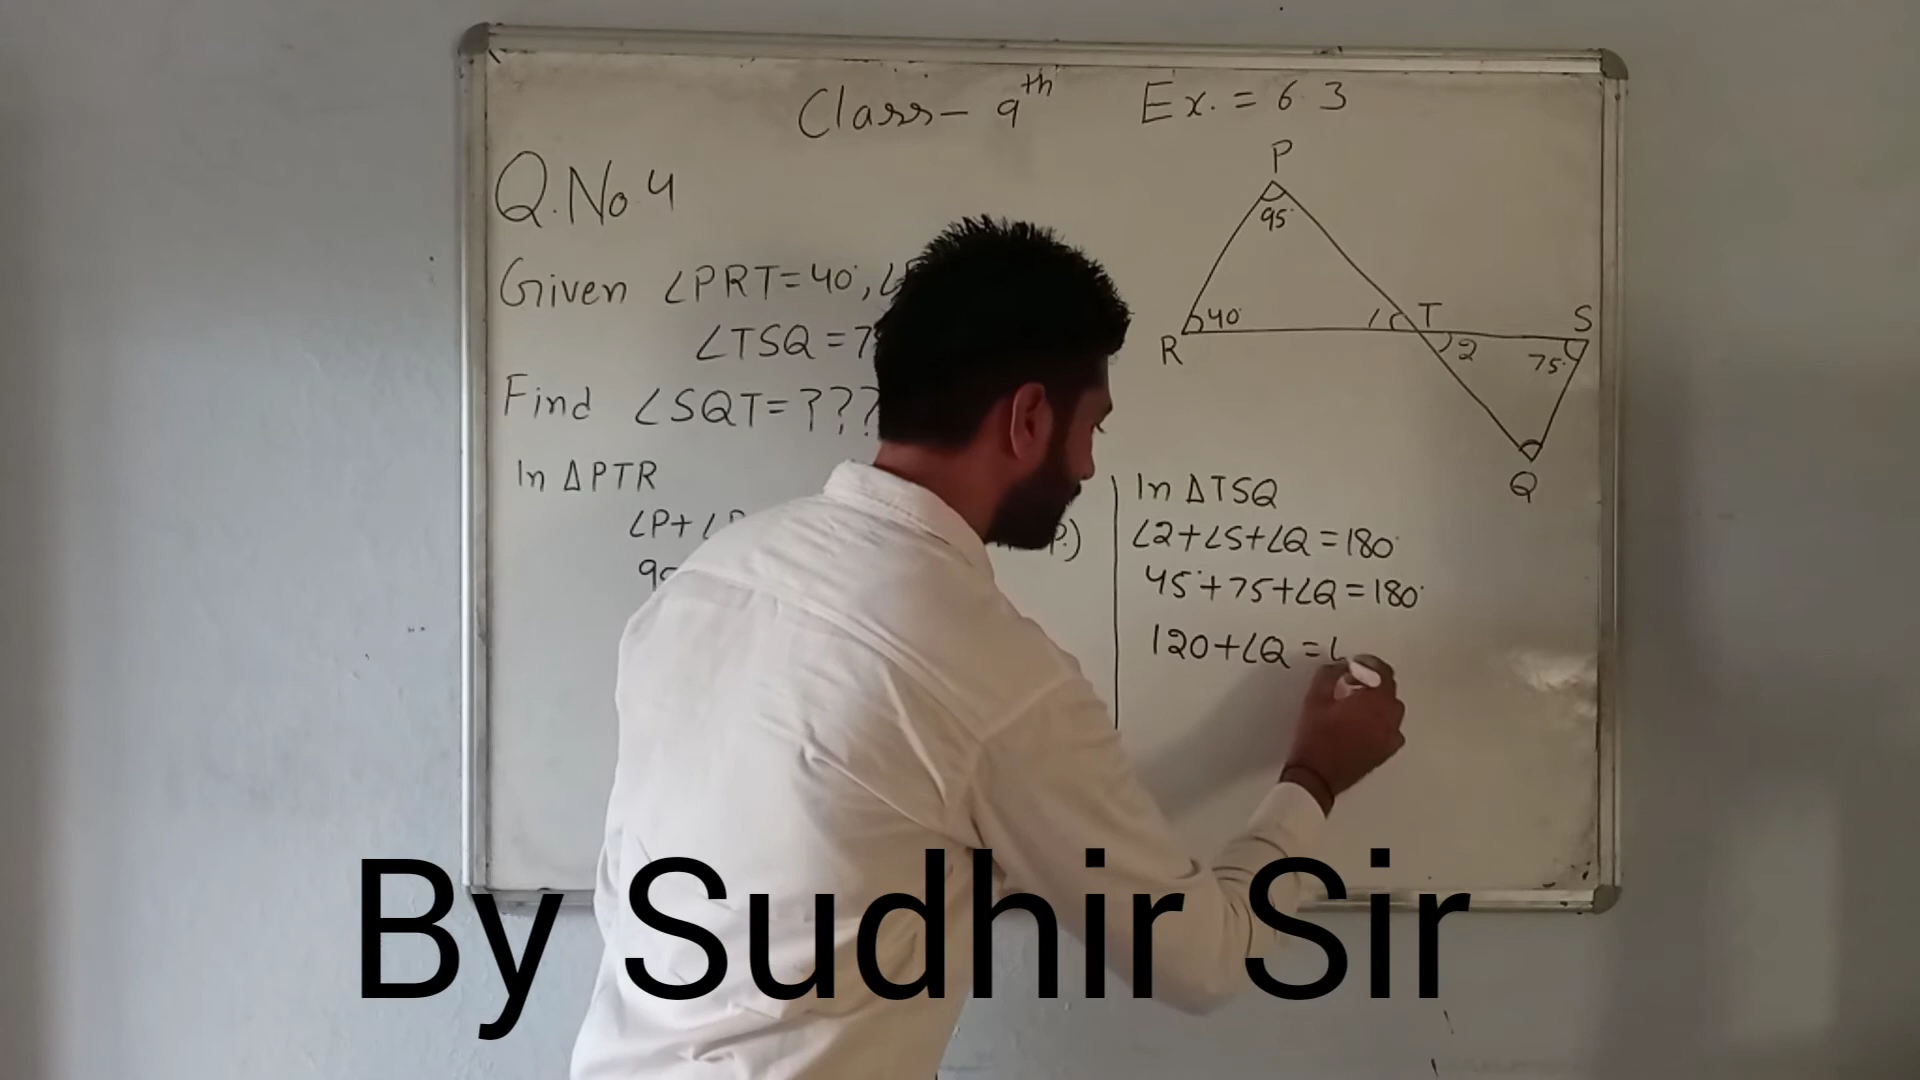 Class - 9th Ex. = 6.3
Q.No 4
Given ∠PRT=40°,
∠TSQ=7
Find ∠SQT=???
In ΔPTR
∠P+∠
P
95°
R
40°
1
T
2
S
75°
Q
In ΔTSQ
∠2+∠S+∠Q=180°
45°+75+∠Q=180°
120+∠Q=
By Sudhir Sir